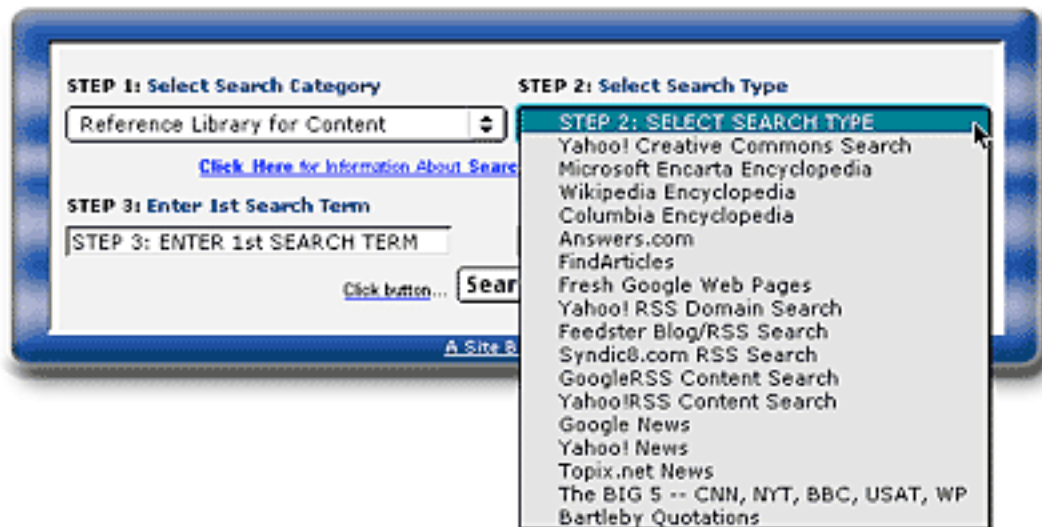 STEP 1: Select Search Category
STEP 2: Select Search Type
Reference Library for Content
Click Here for Information About Sear
STEP 3: Enter 1st Search Term
STEP 3: ENTER 1st SEARCH TERM
Click button... Sear
A Site B
STEP 2: SELECT SEARCH TYPE
Yahoo! Creative Commons Search
Microsoft Encarta Encyclopedia
Wikipedia Encyclopedia
Columbia Encyclopedia
Answers.com
FindArticles
Fresh Google Web Pages
Yahoo! RSS Domain Search
Feedster Blog/RSS Search
Syndic8.com RSS Search
GoogleRSS Content Search
Yahoo!RSS Content Search
Google News
Yahoo! News
Topix.net News
The BIG 5 -- CNN, NYT, BBC, USAT, WP
Bartleby Quotations